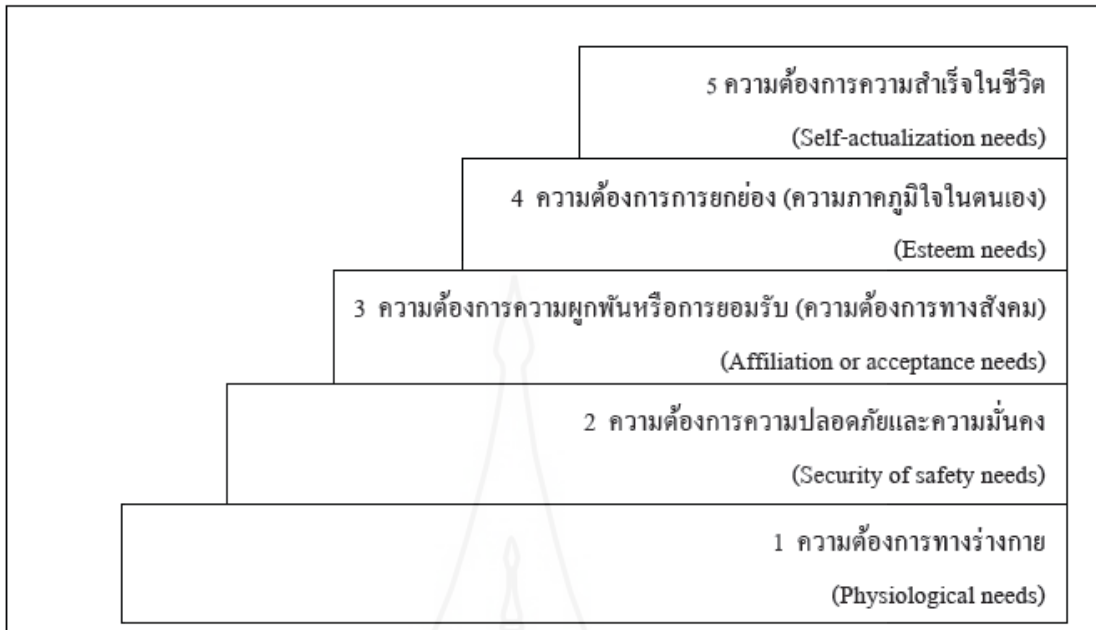 5 ความต้องการความสำเร็จในชีวิต
(Self-actualization needs)
4 ความต้องการการยกย่อง (ความภาคภูมิใจในตนเอง)
(Esteem needs)
3 ความต้องการความผูกพันหรือการยอมรับ (ความต้องการทางสังคม)
(Affiliation or acceptance needs)
2 ความต้องการความปลอดภัยและความมั่นคง
(Security of safety needs)
1 ความต้องการทางร่างกาย
(Physiological needs)